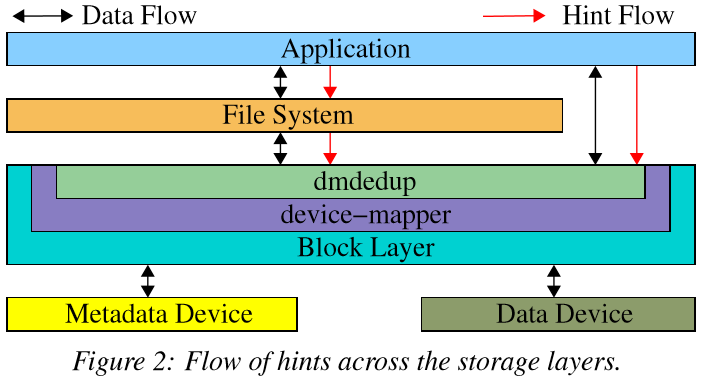 Data Flow
Hint Flow
Application
File System
dmdedup
device−mapper
Block Layer
Metadata Device
Data Device
Figure 2: Flow of hints across the storage layers.